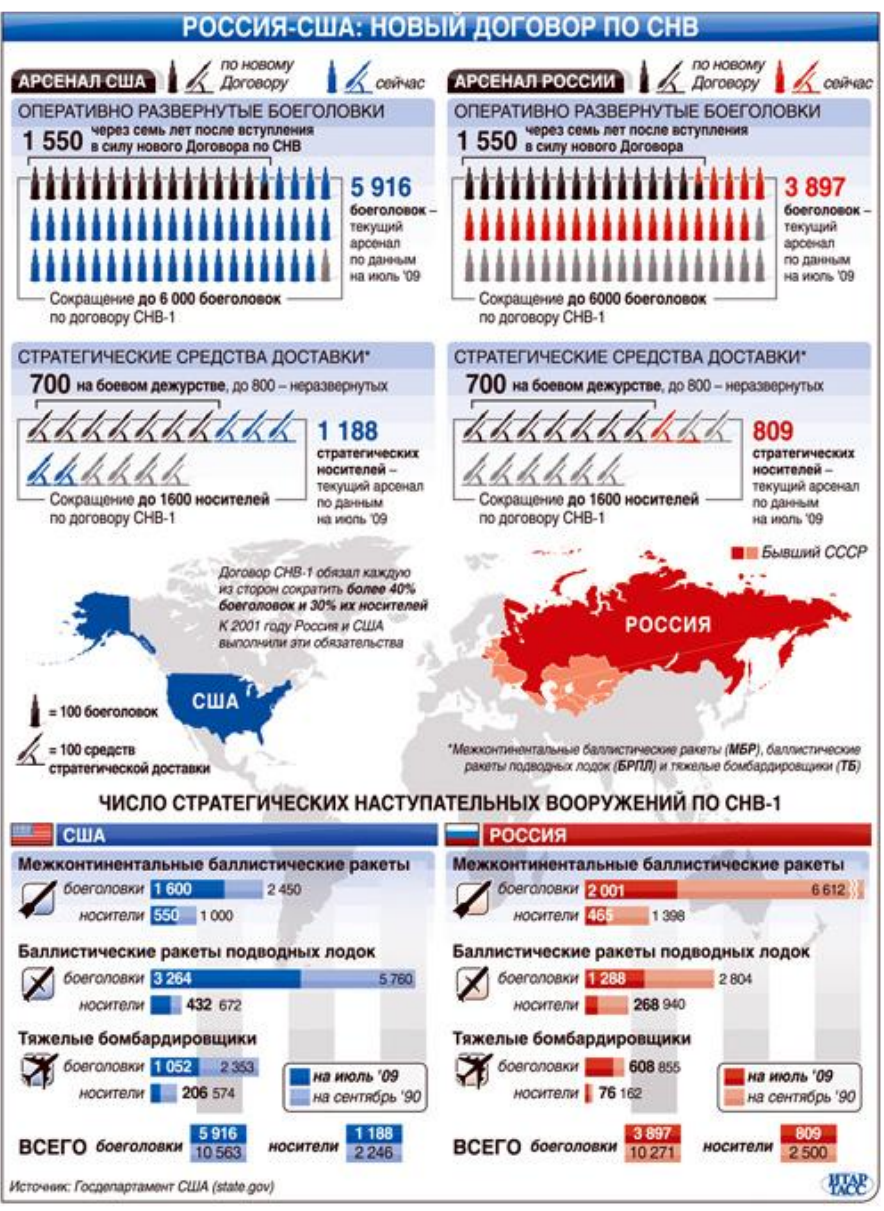 РОССИЯ-США: НОВЫЙ ДОГОВОР ПО СНВ
АРСЕНАЛ США
по новому
Договору
сейчас
ОПЕРАТИВНО РАЗВЕРНУТЫЕ БОЕГОЛОВКИ
1 550 через семь лет после вступления
в силу нового Договора по СНВ
5 916
боеголовок –
текущий
арсенал
по данным
на июль '09
Сокращение до 6 000 боеголовок
по договору СНВ-1
СТРАТЕГИЧЕСКИЕ СРЕДСТВА ДОСТАВКИ*
700 на боевом дежурстве, до 800 – неразвернутых
1 188
стратегических
носителей –
текущий арсенал
по данным
на июль '09
Сокращение до 1600 носителей
по договору СНВ-1
АРСЕНАЛ РОССИИ
по новому
Договору
сейчас
ОПЕРАТИВНО РАЗВЕРНУТЫЕ БОЕГОЛОВКИ
1 550 через семь лет после вступления
в силу нового Договора
3 897
боеголовок –
текущий
арсенал
по данным
на июль '09
Сокращение до 6000 боеголовок
по договору СНВ-1
СТРАТЕГИЧЕСКИЕ СРЕДСТВА ДОСТАВКИ*
700 на боевом дежурстве, до 800 – неразвернутых
809
стратегических
носителей –
текущий арсенал
по данным
на июль '09
Сокращение до 1600 носителей
по договору СНВ-1
Бывший СССР
Договор СНВ-1 обязал каждую
из сторон сократить более 40%
боеголовок и 30% их носителей
К 2001 году Россия и США
выполнили эти обязательства
РОССИЯ
США
= 100 боеголовок
= 100 средств
стратегической доставки
*Межконтинентальные баллистические ракеты (МБР), баллистические
ракеты подводных лодок (БРПЛ) и тяжелые бомбардировщики (ТБ)
ЧИСЛО СТРАТЕГИЧЕСКИХ НАСТУПАТЕЛЬНЫХ ВООРУЖЕНИЙ ПО СНВ-1
США
Межконтинентальные баллистические ракеты
боеголовки 1 600 2 450
носители 550 1 000
Баллистические ракеты подводных лодок
боеголовки 3 264 5 760
носители 432 672
Тяжелые бомбардировщики
боеголовки 1 052 2 353
носители 206 574
на июль '09
на сентябрь '90
ВСЕГО боеголовки 5 916 носители 1 188
10 563 2 246
РОССИЯ
Межконтинентальные баллистические ракеты
боеголовки 2 001 6 612
носители 465 1 398
Баллистические ракеты подводных лодок
боеголовки 1 288 2 804
носители 268 940
Тяжелые бомбардировщики
боеголовки 608 855
носители 76 162
на июль '09
на сентябрь '90
ВСЕГО боеголовки 3 897 носители 809
10 271 2 500
Источник: Госдепартамент США (state.gov)
ИТАР
ТАСС